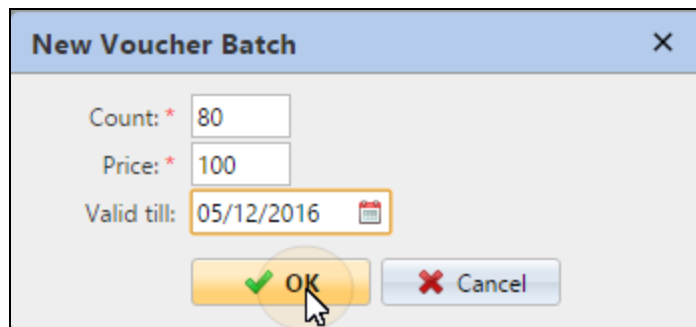 New Voucher Batch
Count: * 80
Price: * 100
Valid till: 05/12/2016
OK Cancel